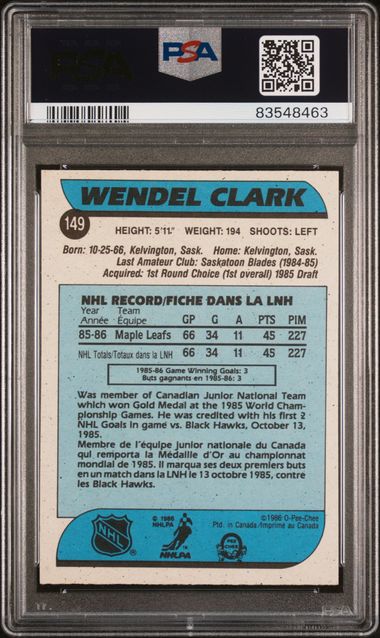 PSA
PSA
83548463
WENDEL CLARK
149
HEIGHT: 5'11" WEIGHT: 194 SHOOTS: LEFT
Born: 10-25-66, Kelvington, Sask. Home: Kelvington, Sask.
Last Amateur Club: Saskatoon Blades (1984-85)
Acquired: 1st Round Choice (1st overall) 1985 Draft
NHL RECORD/FICHE DANS LA LNH
Year Team
Année Équipe GP G A PTS PIM
85-86 Maple Leafs 66 34 11 45 227
NHL Totals/Totaux dans la LNH 66 34 11 45 227
1985-86 Game Winning Goals: 3
Buts gagnants en 1985-86: 3
Was member of Canadian Junior National Team
which won Gold Medal at the 1985 World Cham-
pionship Games. He was credited with his first 2
NHL Goals in game vs. Black Hawks, October 13,
1985.
Membre de l'équipe junior nationale du Canada
qui remporta la Médaille d'Or au championnat
mondial de 1985. Il marqua ses deux premiers buts
en un match dans la LNH le 13 octobre 1985, contre
les Black Hawks.
©1986 O-Pee-Chee
Ptd. in Canada/Imprimé au Canada
NHL
© 1986
NHLPA
NHLPA
O PEE CHEE
PSA